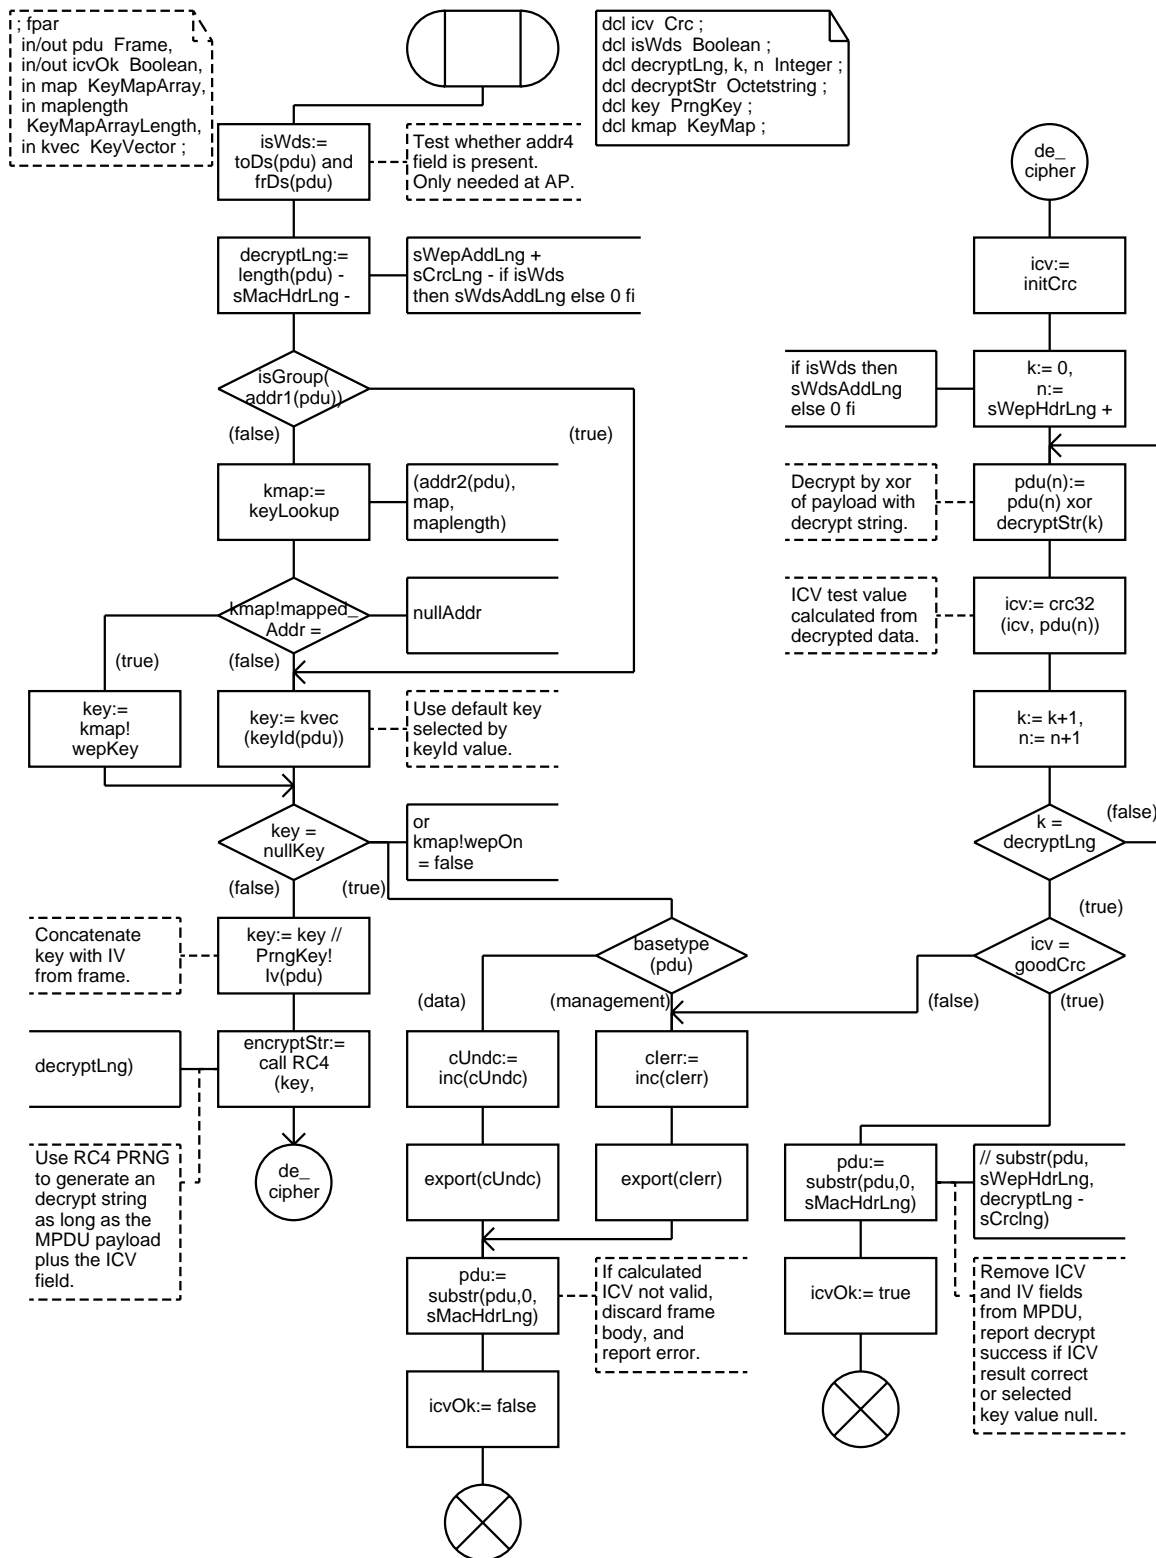 ; fpar
in/out pdu Frame,
in/out icvOk Boolean,
in map KeyMapArray,
in maplength
KeyMapArrayLength,
in kvec KeyVector ;
dcl icv Crc ;
dcl isWds Boolean ;
dcl decryptLng, k, n Integer ;
dcl decryptStr Octetstring ;
dcl key PrngKey ;
dcl kmap KeyMap ;
isWds:=
toDs(pdu) and
frDs(pdu)
Test whether addr4
field is present.
Only needed at AP.
decryptLng:=
length(pdu) -
sMacHdrLng -
sWepAddLng +
sCrcLng - if isWds
then sWdsAddLng else 0 fi
isGroup(
addr1(pdu))
(false)
(true)
kmap:=
keyLookup
(addr2(pdu),
map,
maplength)
kmap!mapped_
Addr =
nullAddr
(true)
(false)
key:=
kmap!
wepKey
key:= kvec
(keyId(pdu))
Use default key
selected by
keyId value.
key =
nullKey
or
kmap!wepOn
= false
(false)
(true)
Concatenate
key with IV
from frame.
key:= key //
PrngKey!
Iv(pdu)
decryptLng)
encryptStr:=
call RC4
(key,
Use RC4 PRNG
to generate an
decrypt string
as long as the
MPDU payload
plus the ICV
field.
de_
cipher
basetype
(pdu)
(data)
(management)
cUndc:=
inc(cUndc)
cIerr:=
inc(cIerr)
export(cUndc)
export(cIerr)
pdu:=
substr(pdu,0,
sMacHdrLng)
If calculated
ICV not valid,
discard frame
body, and
report error.
icvOk:= false
de_
cipher
icv:=
initCrc
if isWds then
sWdsAddLng
else 0 fi
k:= 0,
n:=
sWepHdrLng +
Decrypt by xor
of payload with
decrypt string.
pdu(n):=
pdu(n) xor
decryptStr(k)
ICV test value
calculated from
decrypted data.
icv:= crc32
(icv, pdu(n))
k:= k+1,
n:= n+1
k =
decryptLng
(false)
(true)
icv =
goodCrc
(false)
(true)
pdu:=
substr(pdu,0,
sMacHdrLng)
// substr(pdu,
sWepHdrLng,
decryptLng -
sCrclng)
icvOk:= true
Remove ICV
and IV fields
from MPDU,
report decrypt
success if ICV
result correct
or selected
key value null.